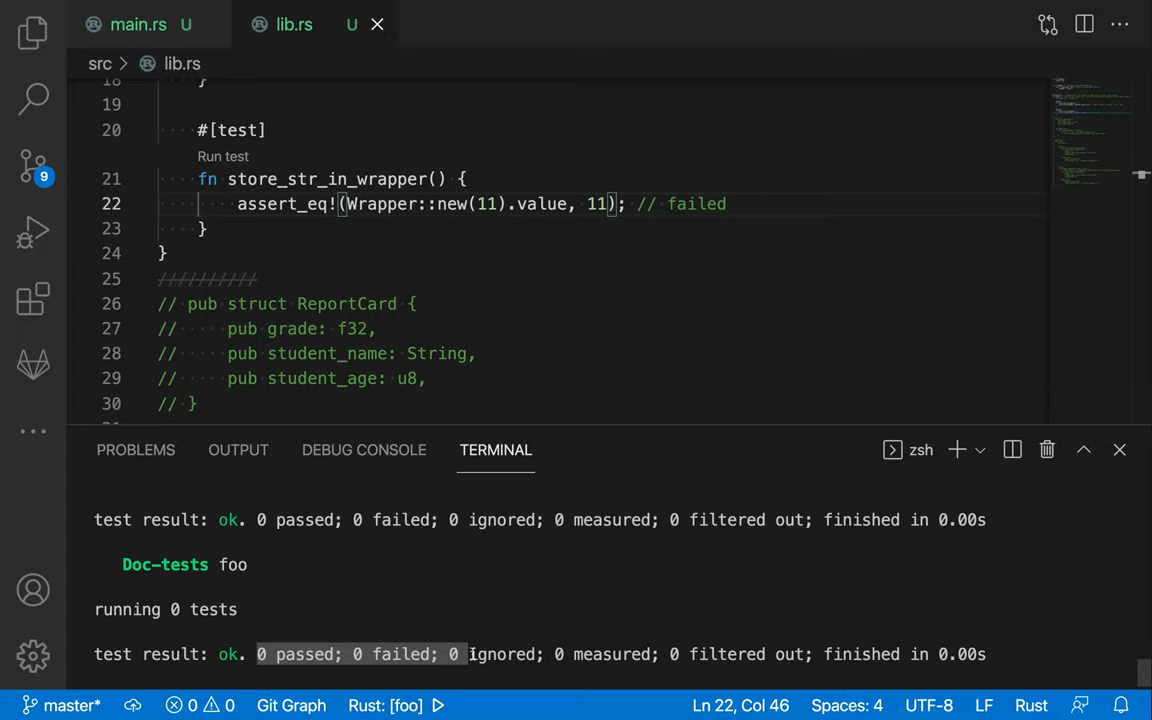 main.rs U
lib.rs U
src > lib.rs
18 }
19
20 #[test]
Run test
21 fn store_str_in_wrapper() {
22 assert_eq!(Wrapper::new(11).value, 11); // failed
23 }
24 }
25 //////////
26 // pub struct ReportCard {
27 // pub grade: f32,
28 // pub student_name: String,
29 // pub student_age: u8,
30 // }
9
PROBLEMS OUTPUT DEBUG CONSOLE TERMINAL zsh
test result: ok. 0 passed; 0 failed; 0 ignored; 0 measured; 0 filtered out; finished in 0.00s
Doc-tests foo
running 0 tests
test result: ok. 0 passed; 0 failed; 0 ignored; 0 measured; 0 filtered out; finished in 0.00s
master* 0 0 Git Graph Rust: [foo] Ln 22, Col 46 Spaces: 4 UTF-8 LF Rust